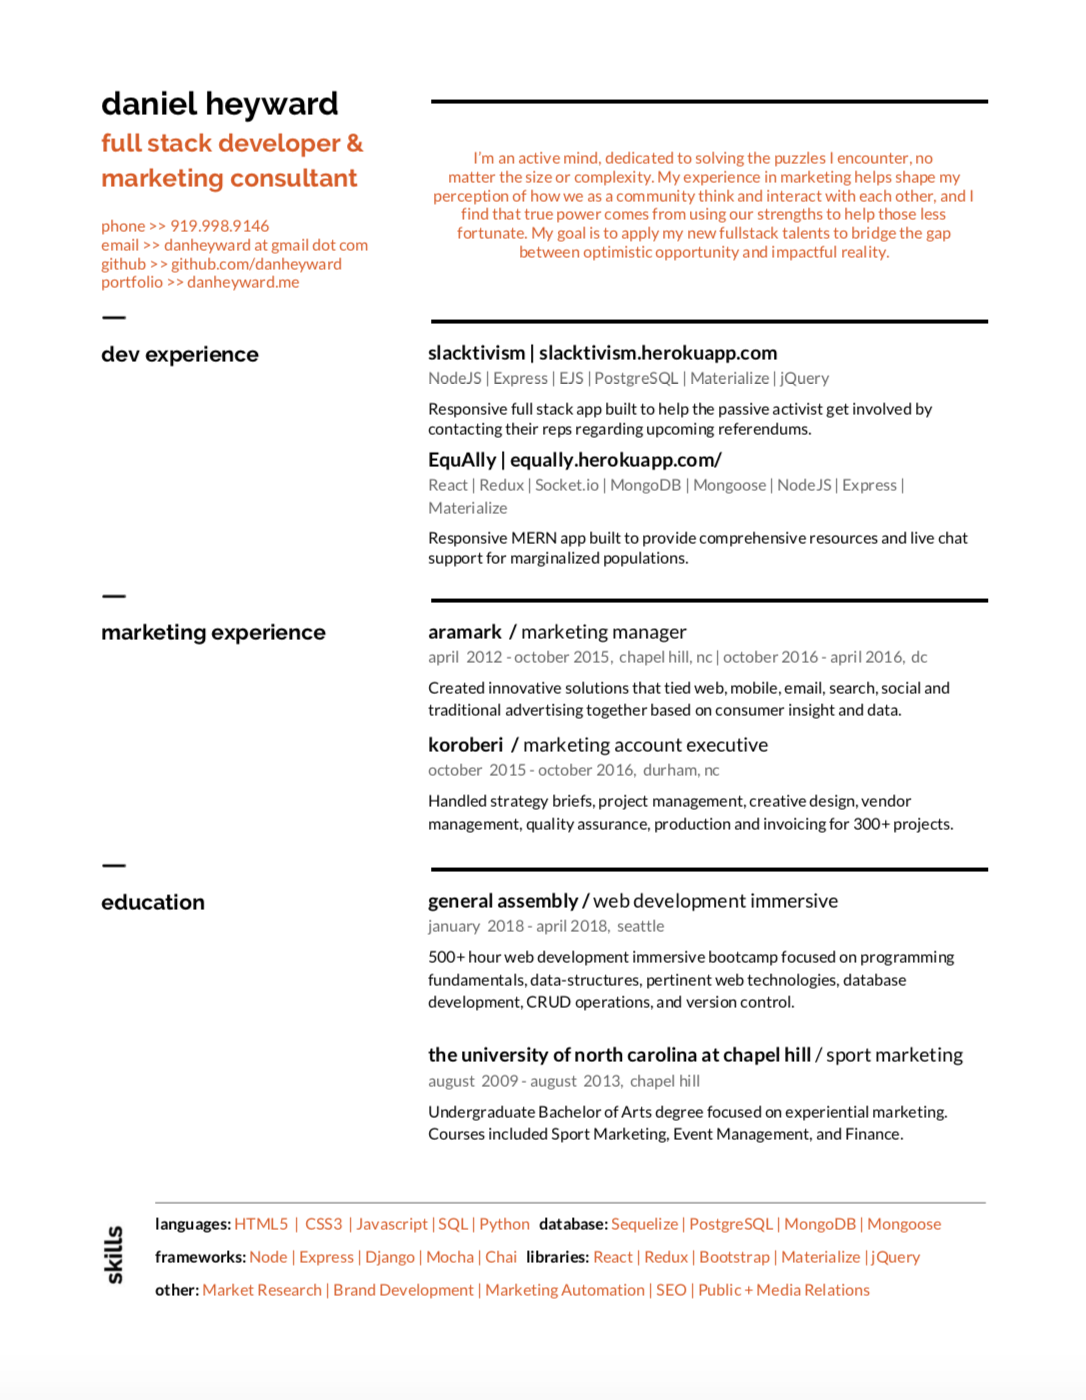 daniel heyward
full stack developer &
marketing consultant
phone >> 919.998.9146
email >> danheyward at gmail dot com
github >> github.com/danheyward
portfolio >> danheyward.me
I'm an active mind, dedicated to solving the puzzles I encounter, no
matter the size or complexity. My experience in marketing helps shape my
perception of how we as a community think and interact with each other, and I
find that true power comes from using our strengths to help those less
fortunate. My goal is to apply my new fullstack talents to bridge the gap
between optimistic opportunity and impactful reality.
dev experience
slacktivism | slacktivism.herokuapp.com
NodeJS | Express | EJS | PostgreSQL | Materialize | jQuery
Responsive full stack app built to help the passive activist get involved by
contacting their reps regarding upcoming referendums.
EquAlly | equally.herokuapp.com/
React | Redux | Socket.io | MongoDB | Mongoose | NodeJS | Express |
Materialize
Responsive MERN app built to provide comprehensive resources and live chat
support for marginalized populations.
marketing experience
aramark / marketing manager
april 2012 - october 2015, chapel hill, nc | october 2016 - april 2016, dc
Created innovative solutions that tied web, mobile, email, search, social and
traditional advertising together based on consumer insight and data.
koroberi / marketing account executive
october 2015 - october 2016, durham, nc
Handled strategy briefs, project management, creative design, vendor
management, quality assurance, production and invoicing for 300+ projects.
education
general assembly / web development immersive
january 2018 - april 2018, seattle
500+ hour web development immersive bootcamp focused on programming
fundamentals, data-structures, pertinent web technologies, database
development, CRUD operations, and version control.
the university of north carolina at chapel hill / sport marketing
august 2009 - august 2013, chapel hill
Undergraduate Bachelor of Arts degree focused on experiential marketing.
Courses included Sport Marketing, Event Management, and Finance.
skills
languages: HTML5 | CSS3 | Javascript | SQL | Python database: Sequelize | PostgreSQL | MongoDB | Mongoose
frameworks: Node | Express | Django | Mocha | Chai libraries: React | Redux | Bootstrap | Materialize | jQuery
other: Market Research | Brand Development | Marketing Automation | SEO | Public + Media Relations